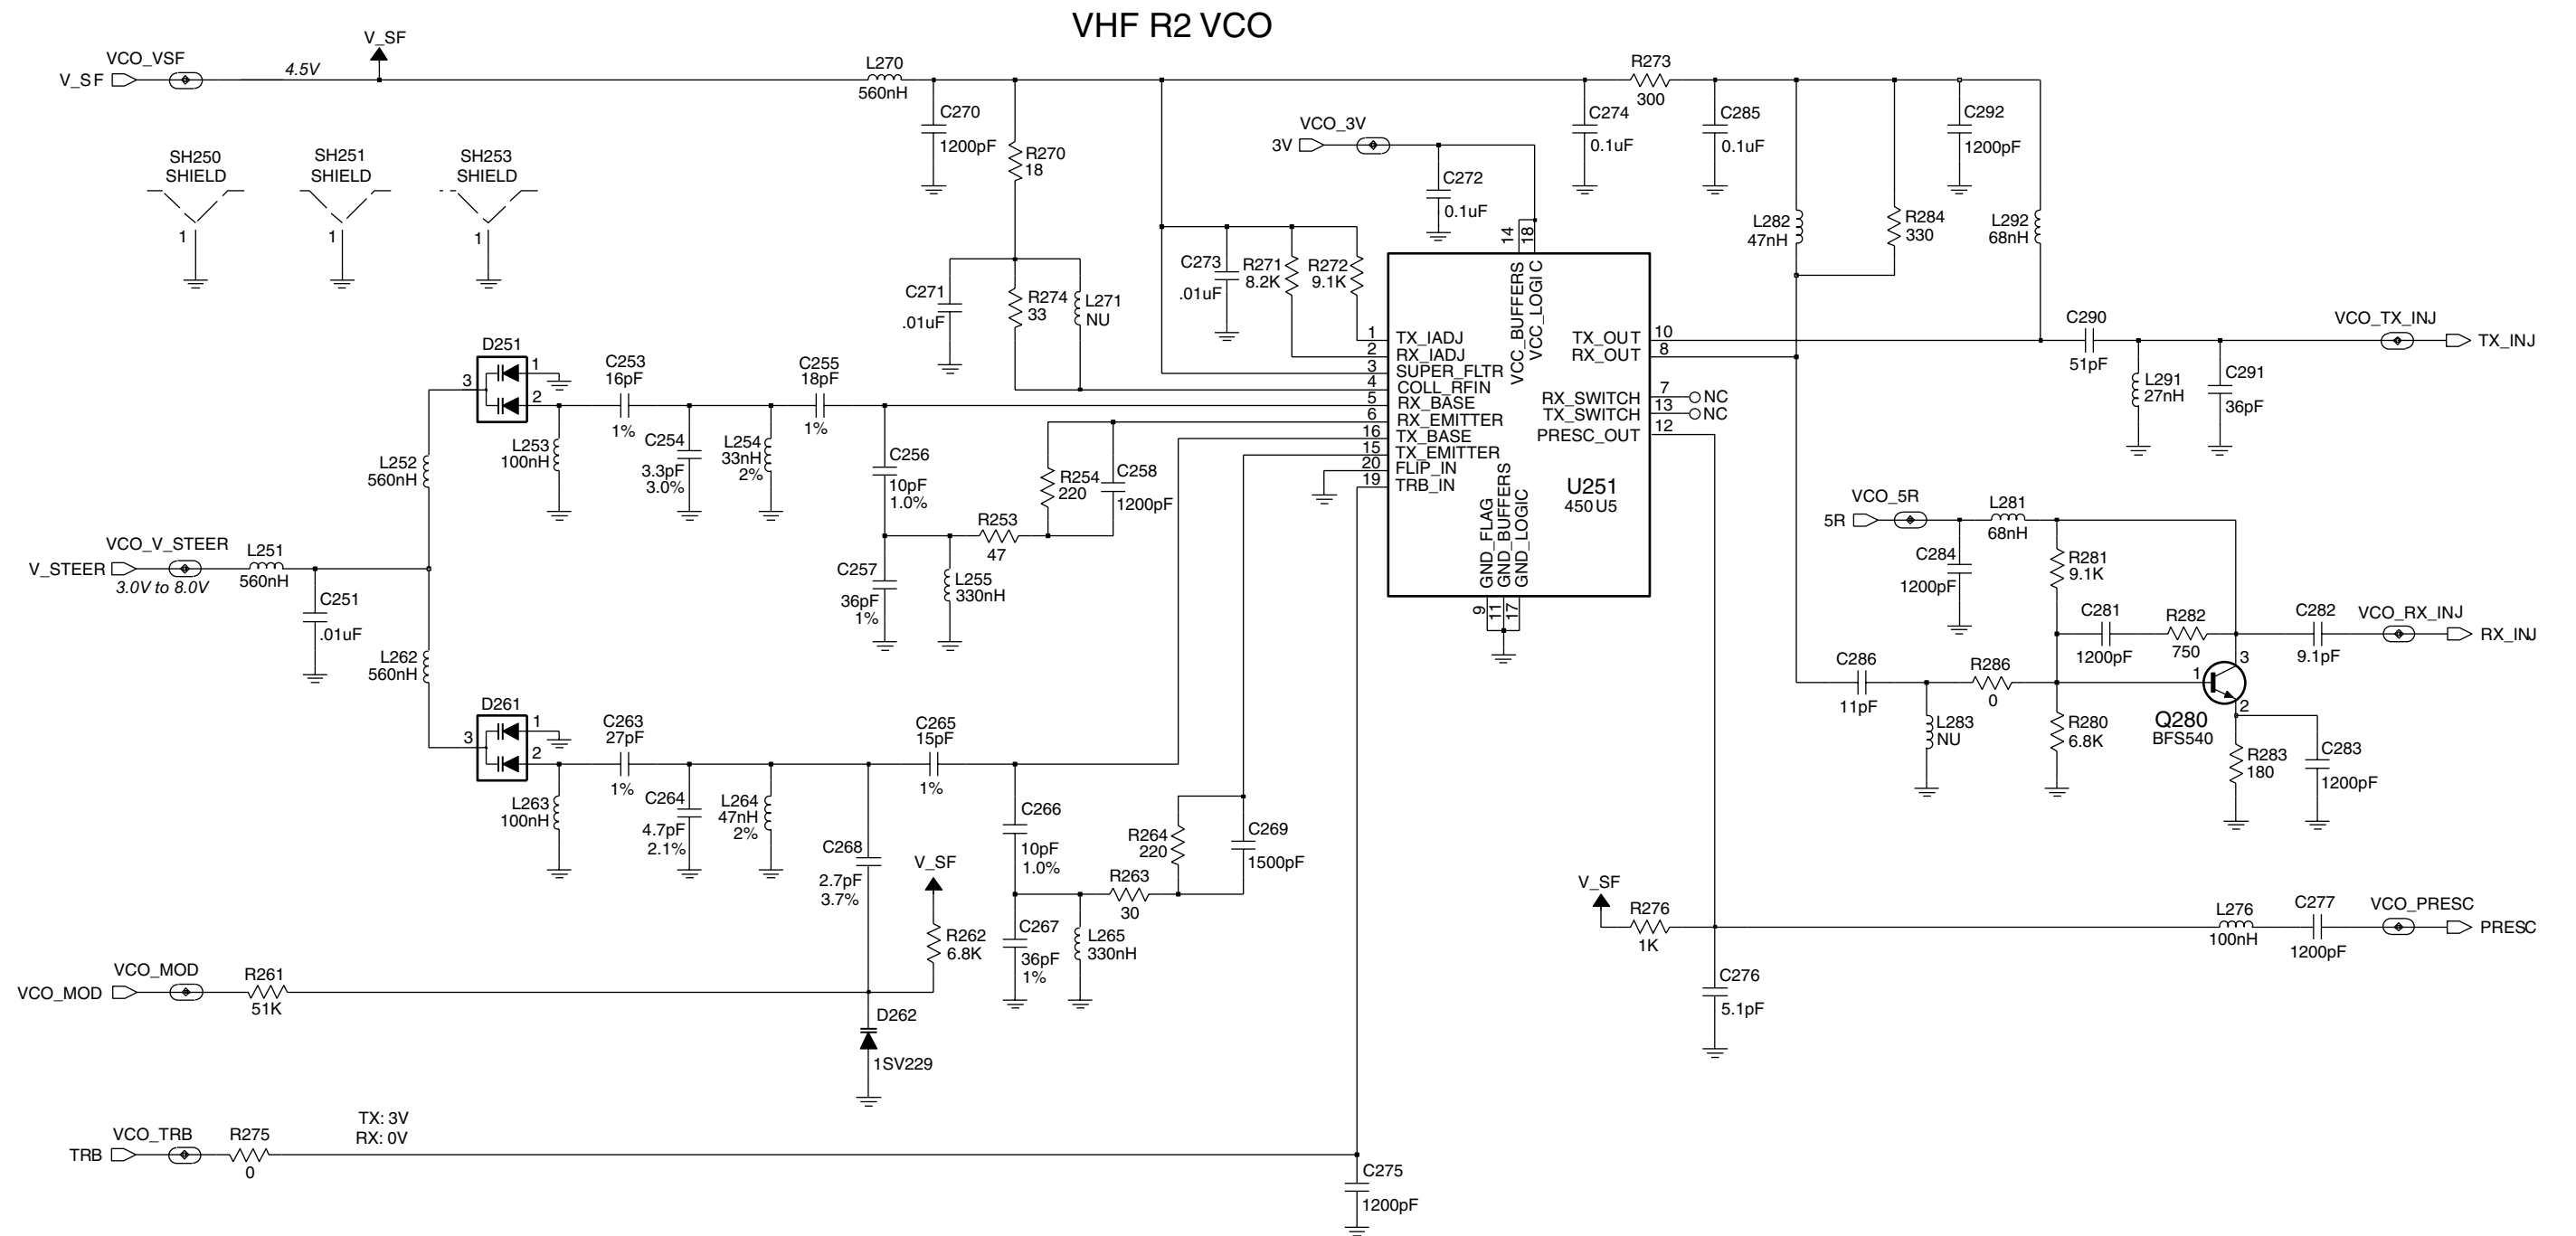 VHF R2 VCO
VCO_VSF
V_SF
4.5V
V_SF
L270
560nH
C270
1200pF
R270
18
VCO_3V
3V
C272
0.1uF
C274
0.1uF
R273
300
C285
0.1uF
C292
1200pF
L282
47nH
R284
330
L292
68nH
SH250
SHIELD
1
SH251
SHIELD
1
SH253
SHIELD
1
C271
.01uF
R274
33
L271
NU
C273
.01uF
R271
8.2K
R272
9.1K
14
18
VCC_BUFFERS
VCC_LOGIC
1
TX_IADJ
2
RX_IADJ
3
SUPER_FLTR
4
COLL_RFIN
5
RX_BASE
6
RX_EMITTER
16
TX_BASE
15
TX_EMITTER
20
FLIP_IN
19
TRB_IN
TX_OUT
10
RX_OUT
8
RX_SWITCH
7
NC
TX_SWITCH
13
NC
PRESC_OUT
12
U251
450U5
GND_FLAG
GND_BUFFERS
GND_LOGIC
9
11
17
C290
51pF
VCO_TX_INJ
TX_INJ
L291
27nH
C291
36pF
D251
1
3
2
C253
16pF
1%
C255
18pF
1%
L253
100nH
C254
3.3pF
3.0%
L254
33nH
2%
C256
10pF
1.0%
R254
220
C258
1200pF
R253
47
C257
36pF
1%
L255
330nH
L252
560nH
VCO_V_STEER
V_STEER
3.0V to 8.0V
L251
560nH
C251
.01uF
L262
560nH
VCO_5R
5R
L281
68nH
C284
1200pF
R281
9.1K
C281
1200pF
R282
750
C282
9.1pF
VCO_RX_INJ
RX_INJ
C286
11pF
R286
0
L283
NU
R280
6.8K
1
3
2
Q280
BFS540
R283
180
C283
1200pF
D261
1
3
2
C263
27pF
1%
C265
15pF
1%
L263
100nH
C264
4.7pF
2.1%
L264
47nH
2%
C268
2.7pF
3.7%
V_SF
R262
6.8K
C266
10pF
1.0%
R264
220
C269
1500pF
R263
30
C267
36pF
1%
L265
330nH
V_SF
R276
1K
C276
5.1pF
L276
100nH
C277
1200pF
VCO_PRESC
PRESC
VCO_MOD
VCO_MOD
R261
51K
D262
1SV229
TX: 3V
RX: 0V
VCO_TRB
TRB
R275
0
C275
1200pF